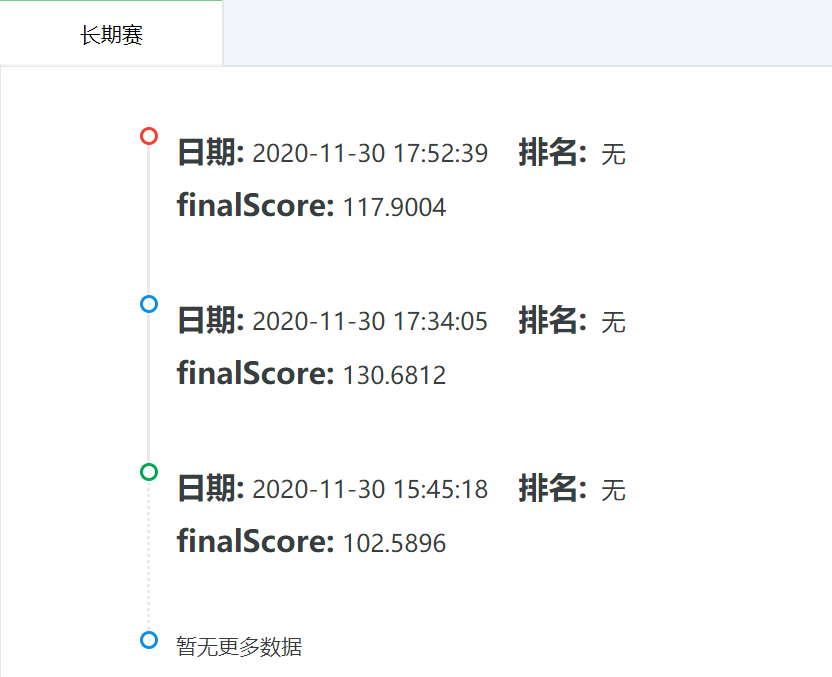 长期赛
日期: 2020-11-30 17:52:39 排名: 无
finalScore: 117.9004
日期: 2020-11-30 17:34:05 排名: 无
finalScore: 130.6812
日期: 2020-11-30 15:45:18 排名: 无
finalScore: 102.5896
暂无更多数据